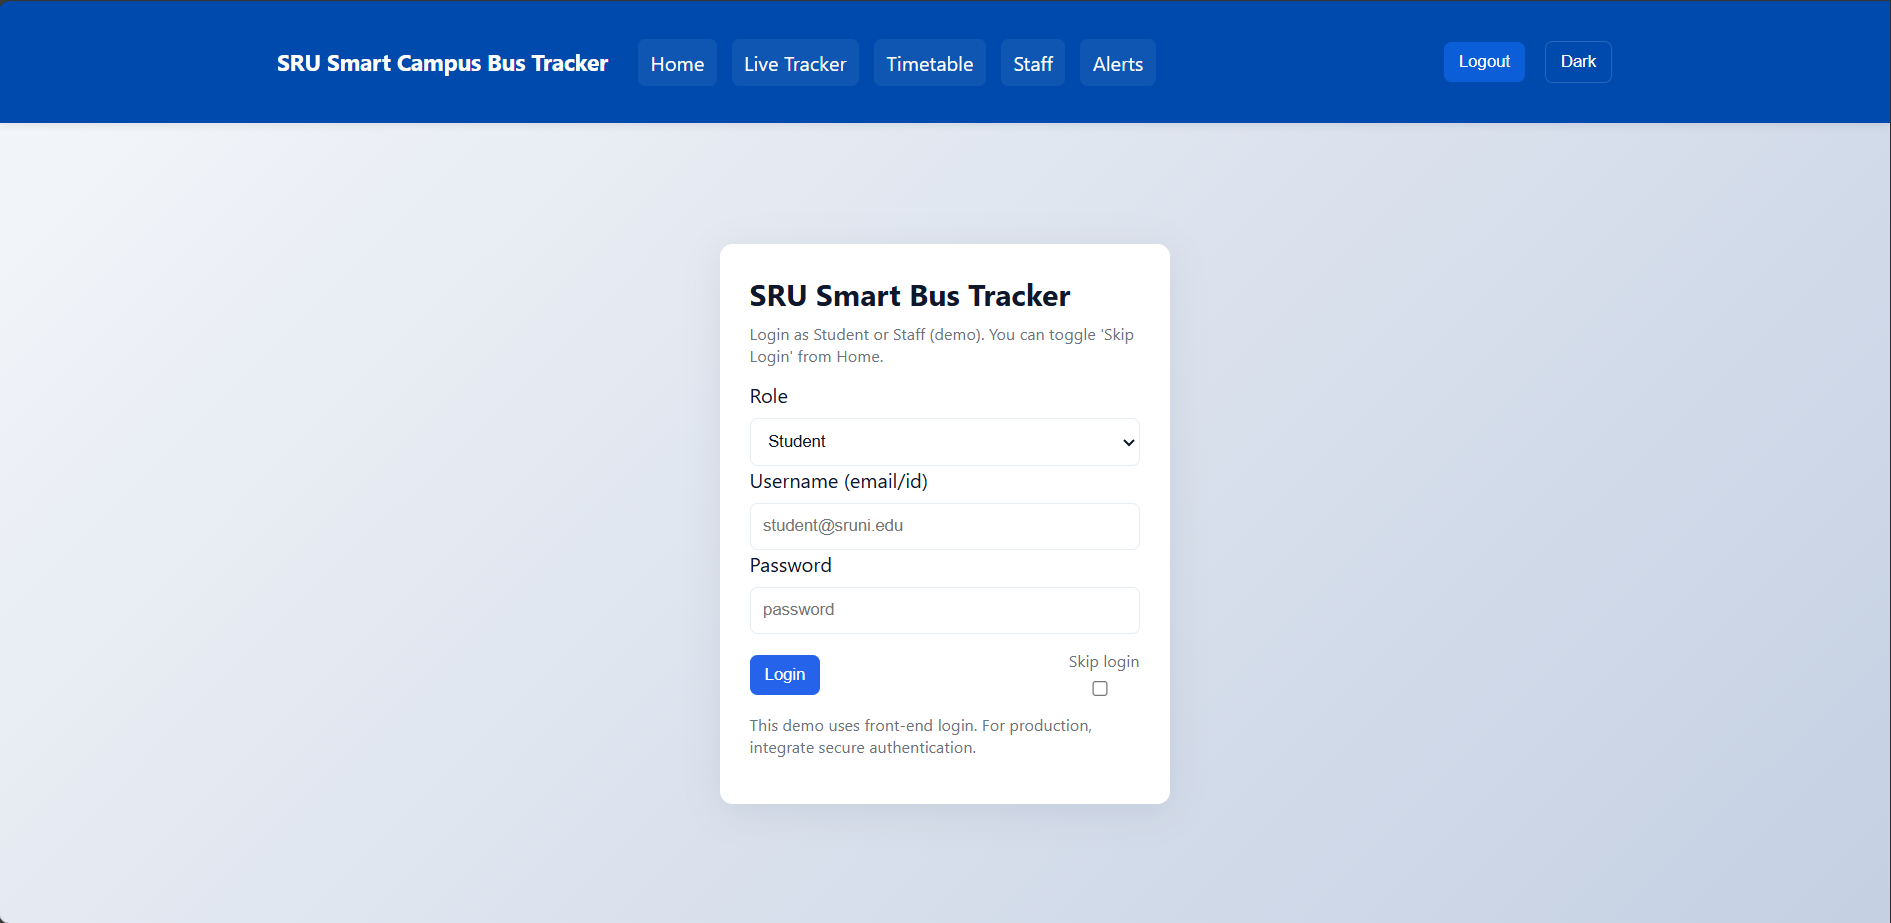 SRU Smart Campus Bus Tracker
Home
Live Tracker
Timetable
Staff
Alerts
Logout
Dark
SRU Smart Bus Tracker
Login as Student or Staff (demo). You can toggle 'Skip
Login' from Home.
Role
Student
Username (email/id)
student@sruni.edu
Password
password
Login
Skip login
This demo uses front-end login. For production,
integrate secure authentication.